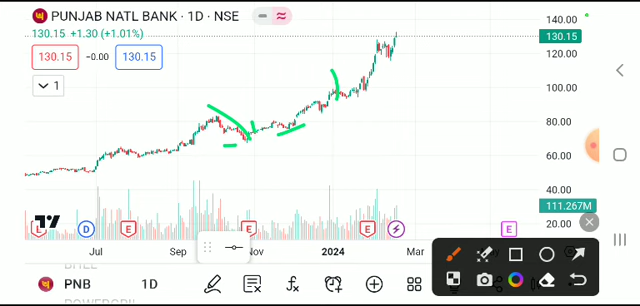 PUNJAB NATL BANK · 1D · NSE
130.15 +1.30 (+1.01%)
130.15 −0.00 130.15
1
140.00
130.15
120.00
100.00
80.00
60.00
40.00
111.267M
20.00
E D E E E E
Jul Sep Nov 2024 Mar
PNB 1D